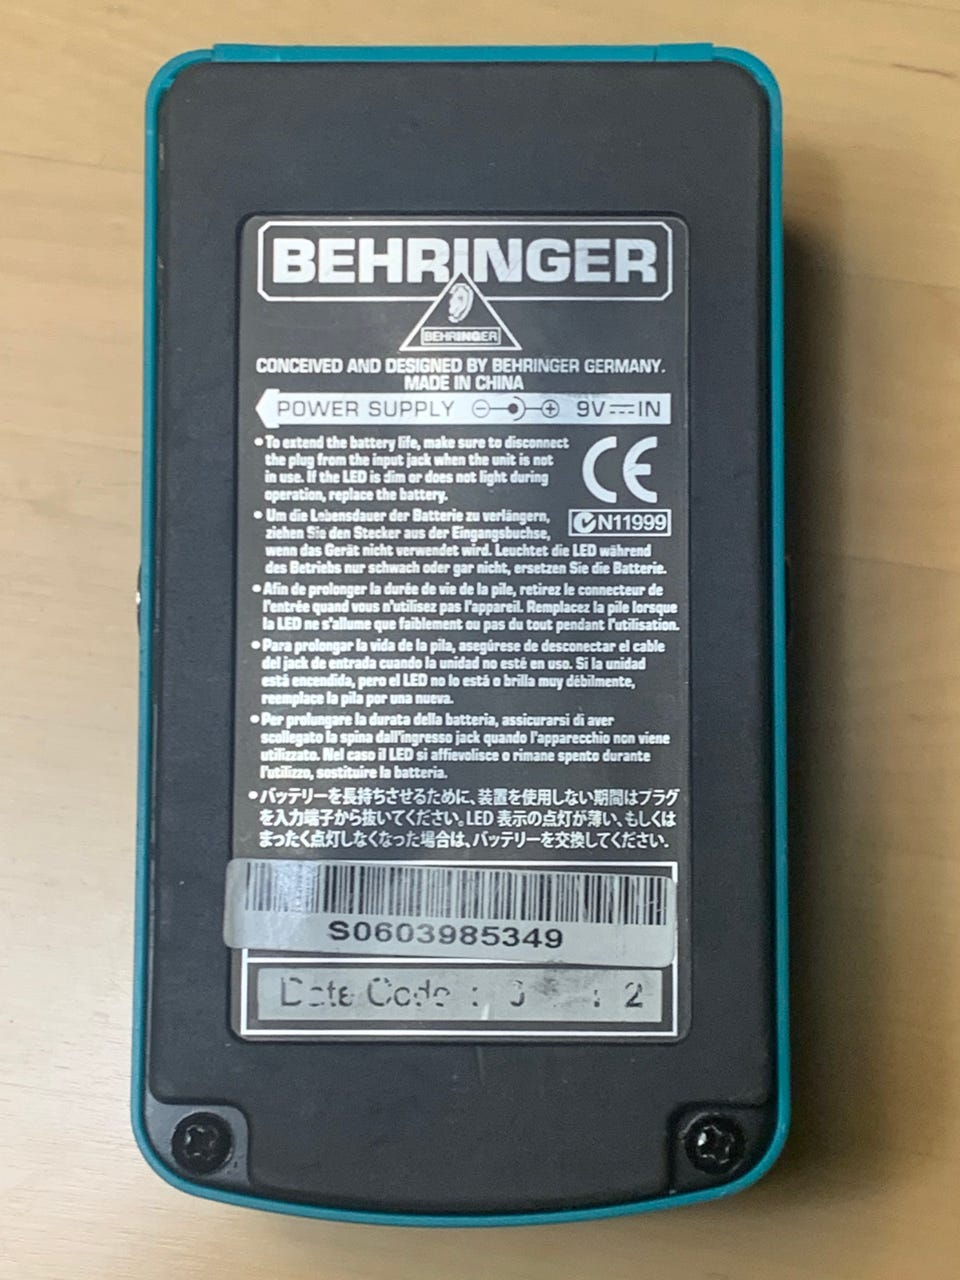 BEHRINGER
BEHRINGER
CONCEIVED AND DESIGNED BY BEHRINGER GERMANY.
MADE IN CHINA
POWER SUPPLY 9V IN
• To extend the battery life, make sure to disconnect
the plug from the input jack when the unit is not
in use. If the LED is dim or does not light during
operation, replace the battery.
CE
N11999
• Um die Lebensdauer der Batterie zu verlängern,
ziehen Sie den Stecker aus der Eingangsbuchse,
wenn das Gerät nicht verwendet wird. Leuchtet die LED während
des Betriebs nur schwach oder gar nicht, ersetzen Sie die Batterie.
• Afin de prolonger la durée de vie de la pile, retirez le connecteur de
l'entrée quand vous n'utilisez pas l'appareil. Remplacez la pile lorsque
la LED ne s'allume que faiblement ou pas du tout pendant l'utilisation.
• Para prolongar la vida de la pila, asegúrese de desconectar el cable
del jack de entrada cuando la unidad no esté en uso. Si la unidad
está encendida, pero el LED no lo está o brilla muy débilmente,
reemplace la pila por una nueva.
• Per prolungare la durata della batteria, assicurarsi di aver
scollegato la spina dall'ingresso jack quando l'apparecchio non viene
utilizzato. Nel caso il LED si affievolisce o rimane spento durante
l'utilizzo, sostituire la batteria.
• バッテリーを長持ちさせるために、装置を使用しない期間はプラグ
を入力端子から抜いてください。LED 表示の点灯が薄い、もしくは
まったく点灯しなくなった場合は、バッテリーを交換してください.
S0603985349
Date Code :